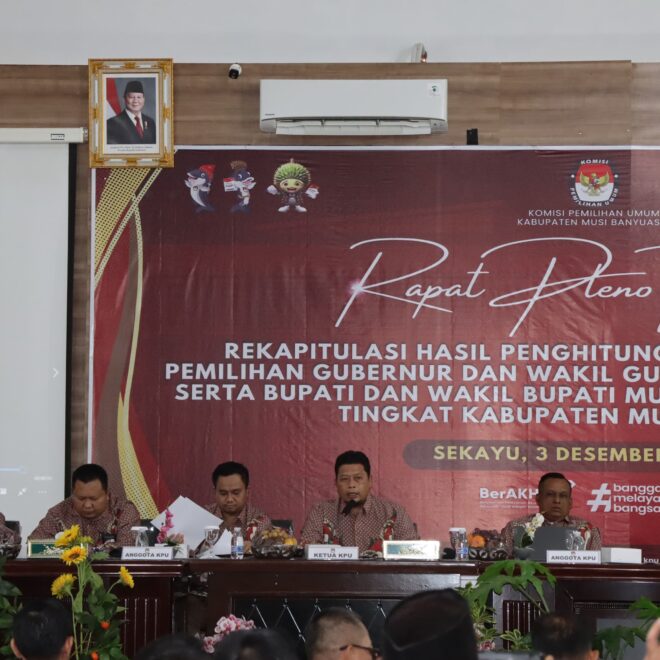 KOMISI
PEMILIHAN UMUM
KOMISI PEMILIHAN UMUM
KABUPATEN MUSI BANYUAS
Rapat Pleno
REKAPITULASI HASIL PENGHITUNG
PEMILIHAN GUBERNUR DAN WAKIL GU
SERTA BUPATI DAN WAKIL BUPATI MU
TINGKAT KABUPATEN MU
SEKAYU, 3 DESEMBER
BerAKH
#bangga
melaya
bangsa
ANGGOTA KPU
KETUA KPU
ANGGOTA KPU